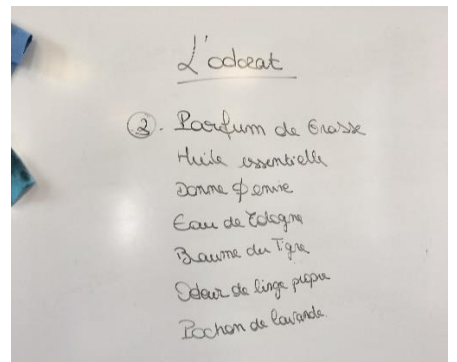 L'odorat
2. Parfum de Grasse
Huile essentielle
Donne envie
Eau de Cologne
Baume du Tigre
Odeur de linge propre
Pochon de lavande